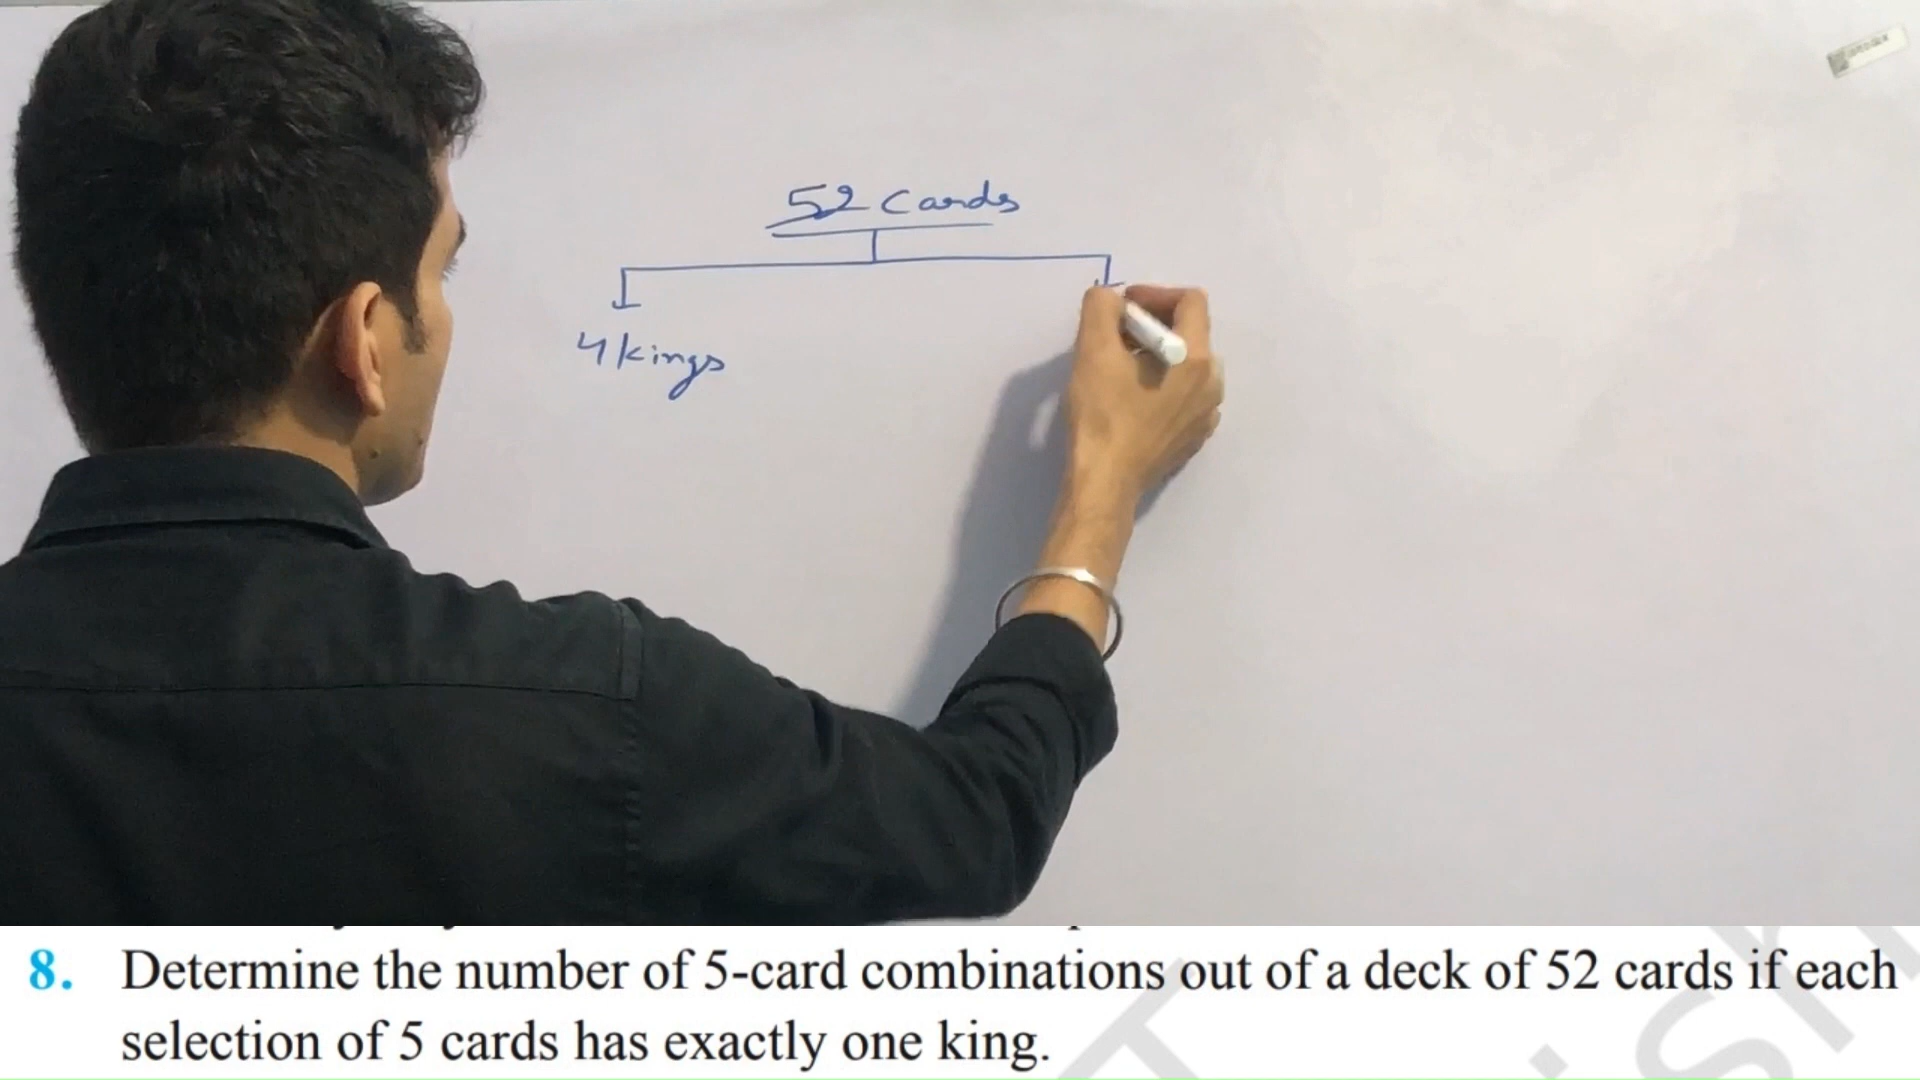 52 Cards
4 kings
8. Determine the number of 5-card combinations out of a deck of 52 cards if each
selection of 5 cards has exactly one king.